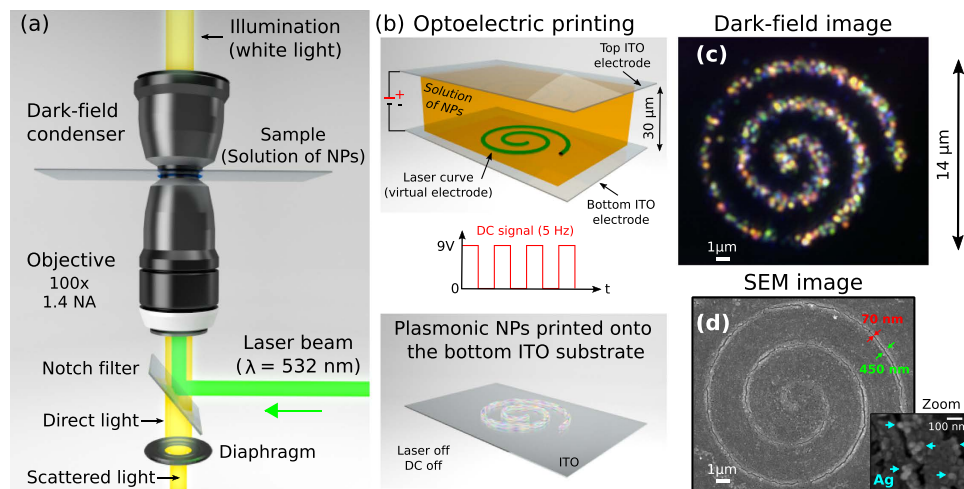 (a)
Illumination
(white light)
Dark-field
condenser
Sample
(Solution of NPs)
Objective
100x
1.4 NA
Laser beam
(λ = 532 nm)
Notch filter
Direct light
Diaphragm
Scattered light
(b) Optoelectric printing
Top ITO
electrode
Solution
of NPs
+
-
30 µm
Laser curve
(virtual electrode)
Bottom ITO
electrode
DC signal (5 Hz)
9V
0
t
Plasmonic NPs printed onto
the bottom ITO substrate
Laser off
DC off
ITO
Dark-field image
(c)
14 µm
1µm
SEM image
(d)
70 nm
450 nm
Zoom
100 nm
Ag
1µm